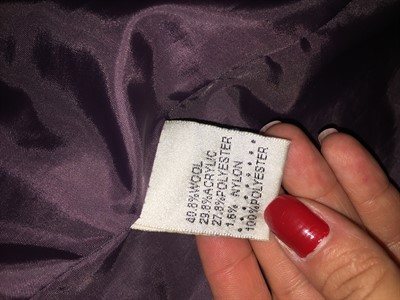 40.8%WOOL
29.8%ACRYLIC
27.8%POLYESTER
1.6% NYLON
**********
100%POLYESTER